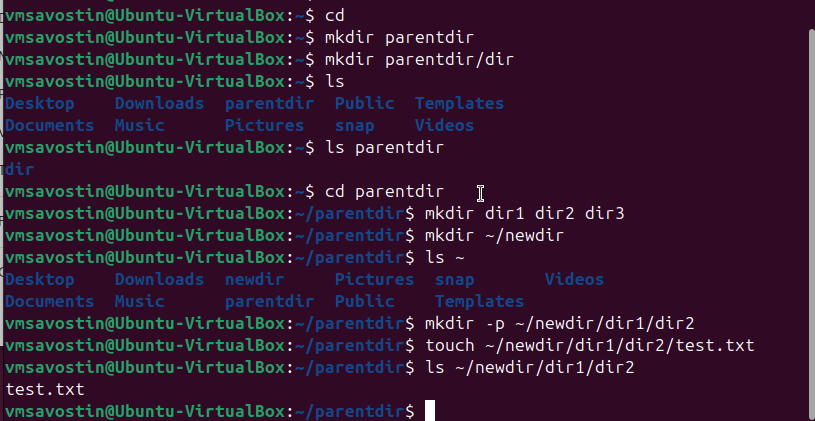 vmsavostin@Ubuntu-VirtualBox:~$ cd
vmsavostin@Ubuntu-VirtualBox:~$ mkdir parentdir
vmsavostin@Ubuntu-VirtualBox:~$ mkdir parentdir/dir
vmsavostin@Ubuntu-VirtualBox:~$ ls
Desktop    Downloads  parentdir  Public  Templates
Documents  Music      Pictures   snap    Videos
vmsavostin@Ubuntu-VirtualBox:~$ ls parentdir
dir
vmsavostin@Ubuntu-VirtualBox:~$ cd parentdir
vmsavostin@Ubuntu-VirtualBox:~/parentdir$ mkdir dir1 dir2 dir3
vmsavostin@Ubuntu-VirtualBox:~/parentdir$ mkdir ~/newdir
vmsavostin@Ubuntu-VirtualBox:~/parentdir$ ls ~
Desktop    Downloads  newdir     Pictures  snap       Videos
Documents  Music      parentdir  Public    Templates
vmsavostin@Ubuntu-VirtualBox:~/parentdir$ mkdir -p ~/newdir/dir1/dir2
vmsavostin@Ubuntu-VirtualBox:~/parentdir$ touch ~/newdir/dir1/dir2/test.txt
vmsavostin@Ubuntu-VirtualBox:~/parentdir$ ls ~/newdir/dir1/dir2
test.txt
vmsavostin@Ubuntu-VirtualBox:~/parentdir$